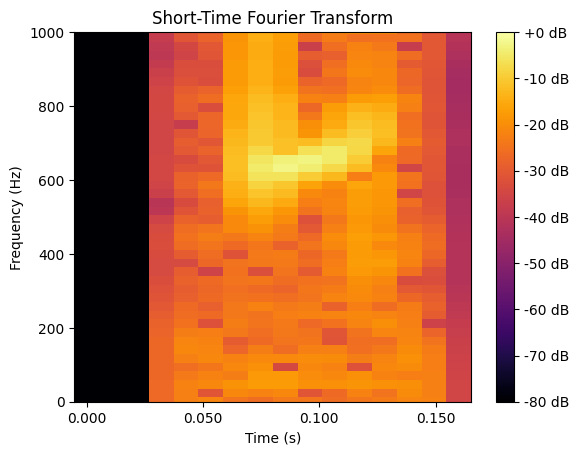 Short-Time Fourier Transform
1000
800
600
400
200
0
Frequency (Hz)
0.000
0.050
0.100
0.150
Time (s)
+0 dB
-10 dB
-20 dB
-30 dB
-40 dB
-50 dB
-60 dB
-70 dB
-80 dB